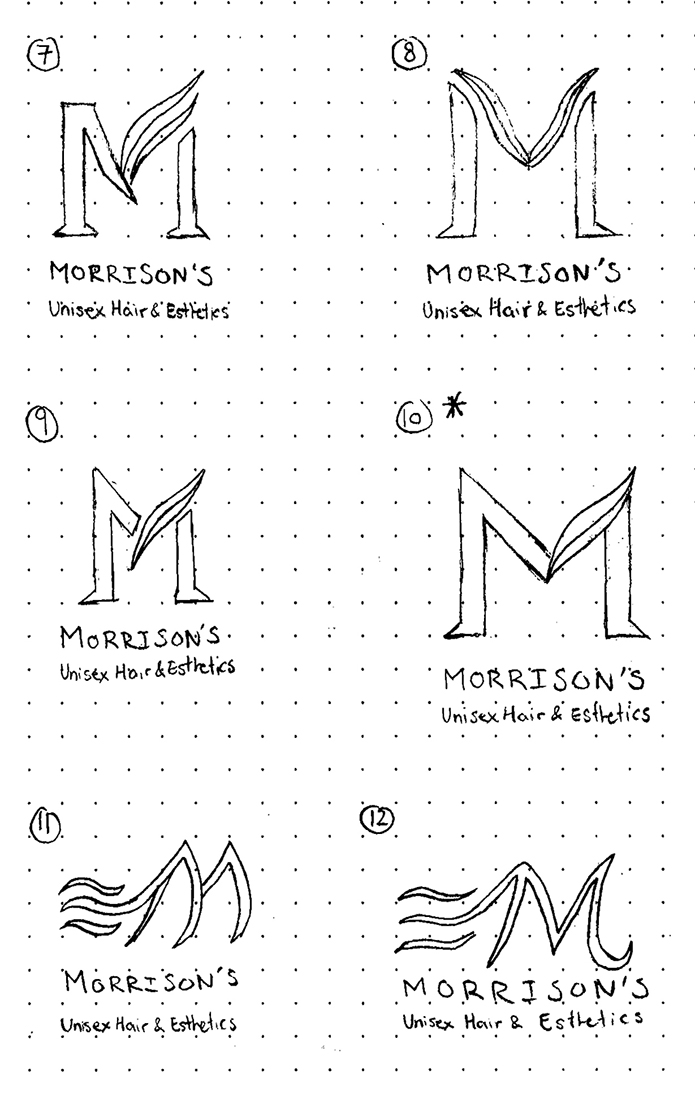 7
MORRISON'S
Unisex Hair & Esthetics
8
MORRISON'S
Unisex Hair & Esthetics
9
MORRISON'S
Unisex Hair & Esthetics
10 *
MORRISON'S
Unisex Hair & Esthetics
11
MORRISON'S
Unisex Hair & Esthetics
12
MORRISON'S
Unisex Hair & Esthetics